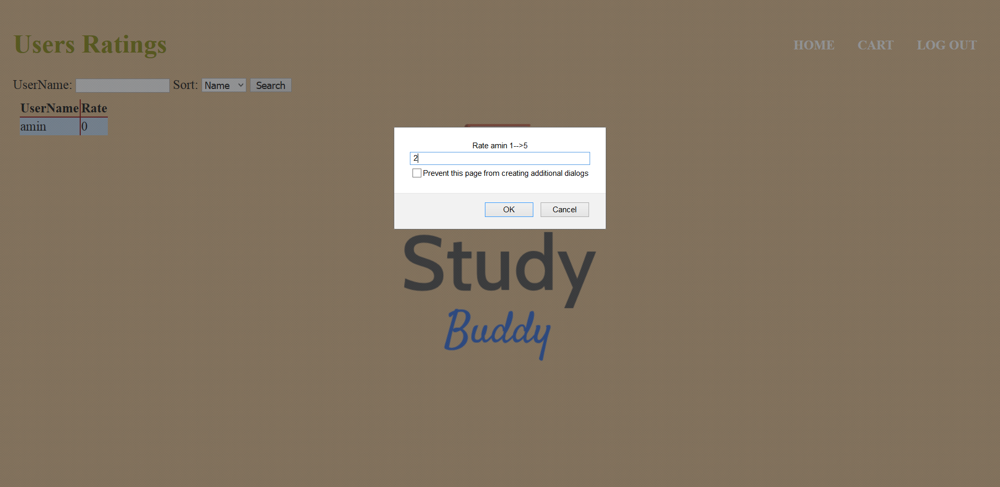 Users Ratings
HOME CART LOG OUT
UserName: Sort: Name Search
UserName Rate
amin 0
Rate amin 1-->5
2
Prevent this page from creating additional dialogs
OK Cancel
Study
Buddy